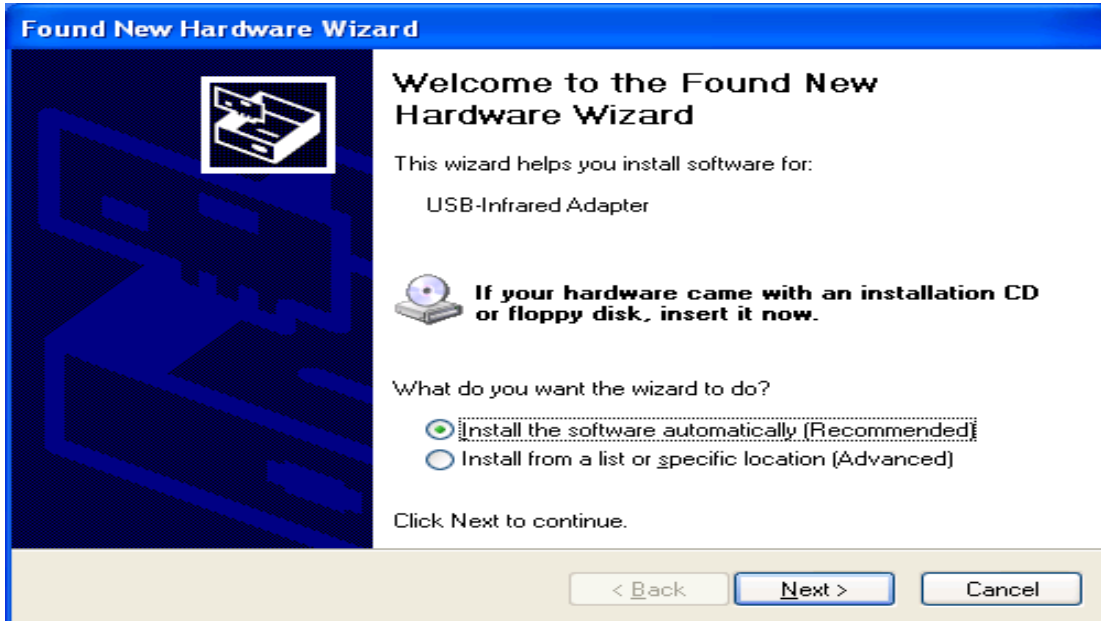 Found New Hardware Wizard
Welcome to the Found New
Hardware Wizard
This wizard helps you install software for:
USB-Infrared Adapter
If your hardware came with an installation CD
or floppy disk, insert it now.
What do you want the wizard to do?
Install the software automatically (Recommended)
Install from a list or specific location (Advanced)
Click Next to continue.
< Back Next > Cancel